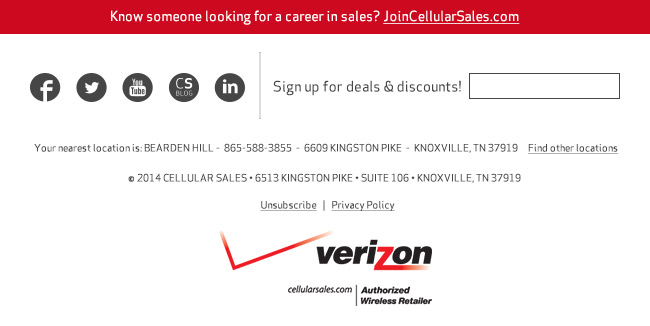 Know someone looking for a career in sales? JoinCellularSales.com
f You Tube CS BLOG in Sign up for deals & discounts!
Your nearest location is: BEARDEN HILL - 865-588-3855 - 6609 KINGSTON PIKE - KNOXVILLE, TN 37919 Find other locations
© 2014 CELLULAR SALES • 6513 KINGSTON PIKE • SUITE 106 • KNOXVILLE, TN 37919
Unsubscribe | Privacy Policy
verizon
cellularsales.com | Authorized
Wireless Retailer